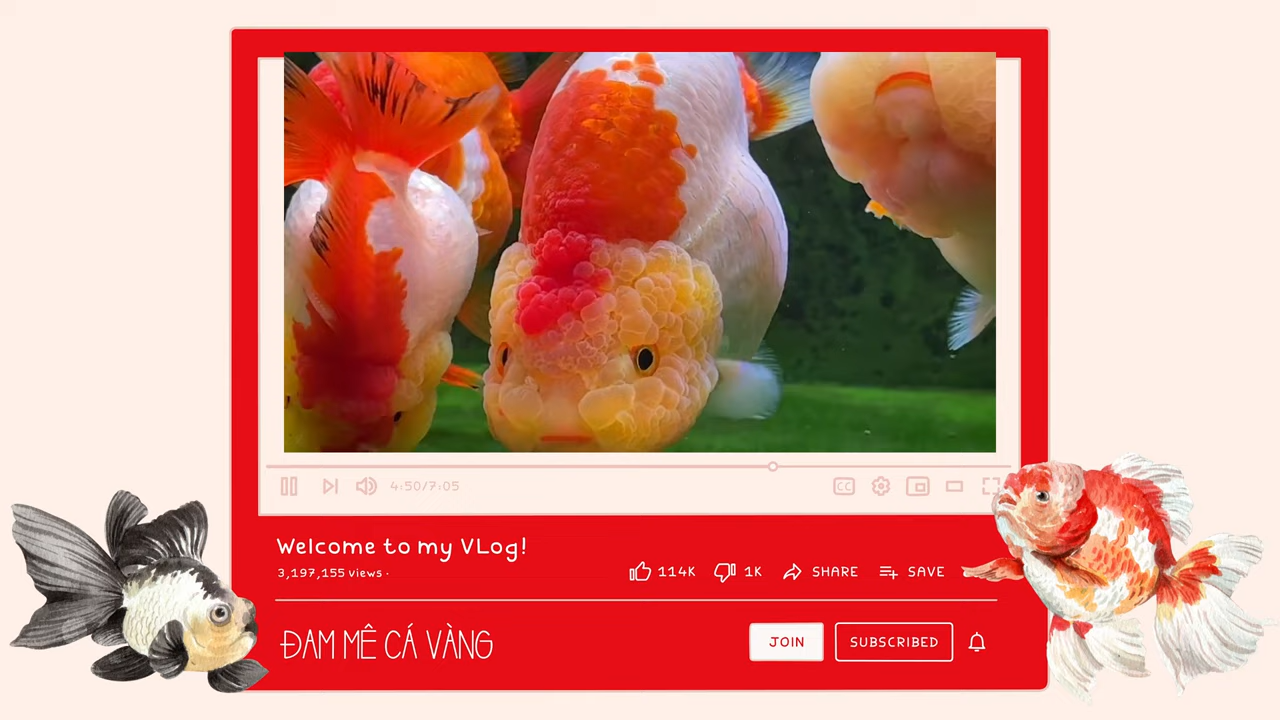 4:50/7:05
CC
Welcome to my VLog!
3,197,155 views ·
114K
1K
SHARE
SAVE
ĐAM MÊ CÁ VÀNG
JOIN
SUBSCRIBED